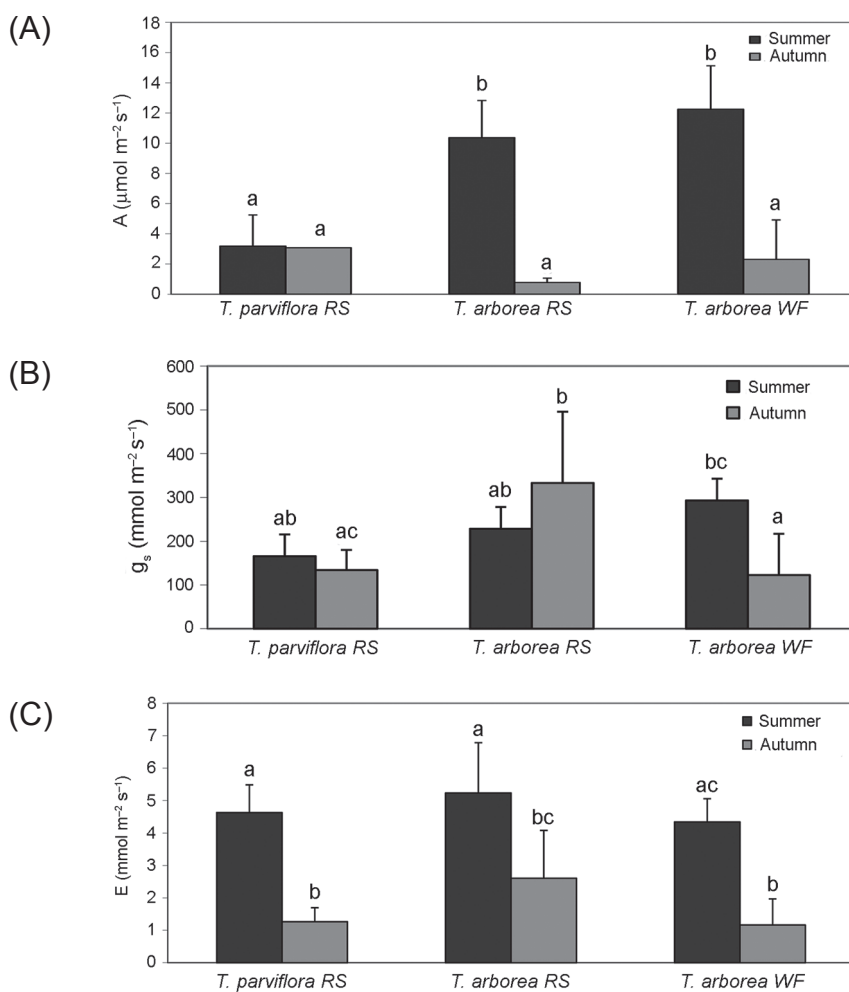 (A)
A (μmol m⁻² s⁻¹)
18
16
14
12
10
8
6
4
2
0
Summer
Autumn
a
a
b
a
b
a
T. parviflora RS
T. arborea RS
T. arborea WF
(B)
gₛ (mmol m⁻² s⁻¹)
600
500
400
300
200
100
0
Summer
Autumn
ab
ac
ab
b
bc
a
T. parviflora RS
T. arborea RS
T. arborea WF
(C)
E (mmol m⁻² s⁻¹)
8
7
6
5
4
3
2
1
0
Summer
Autumn
a
b
a
bc
ac
b
T. parviflora RS
T. arborea RS
T. arborea WF